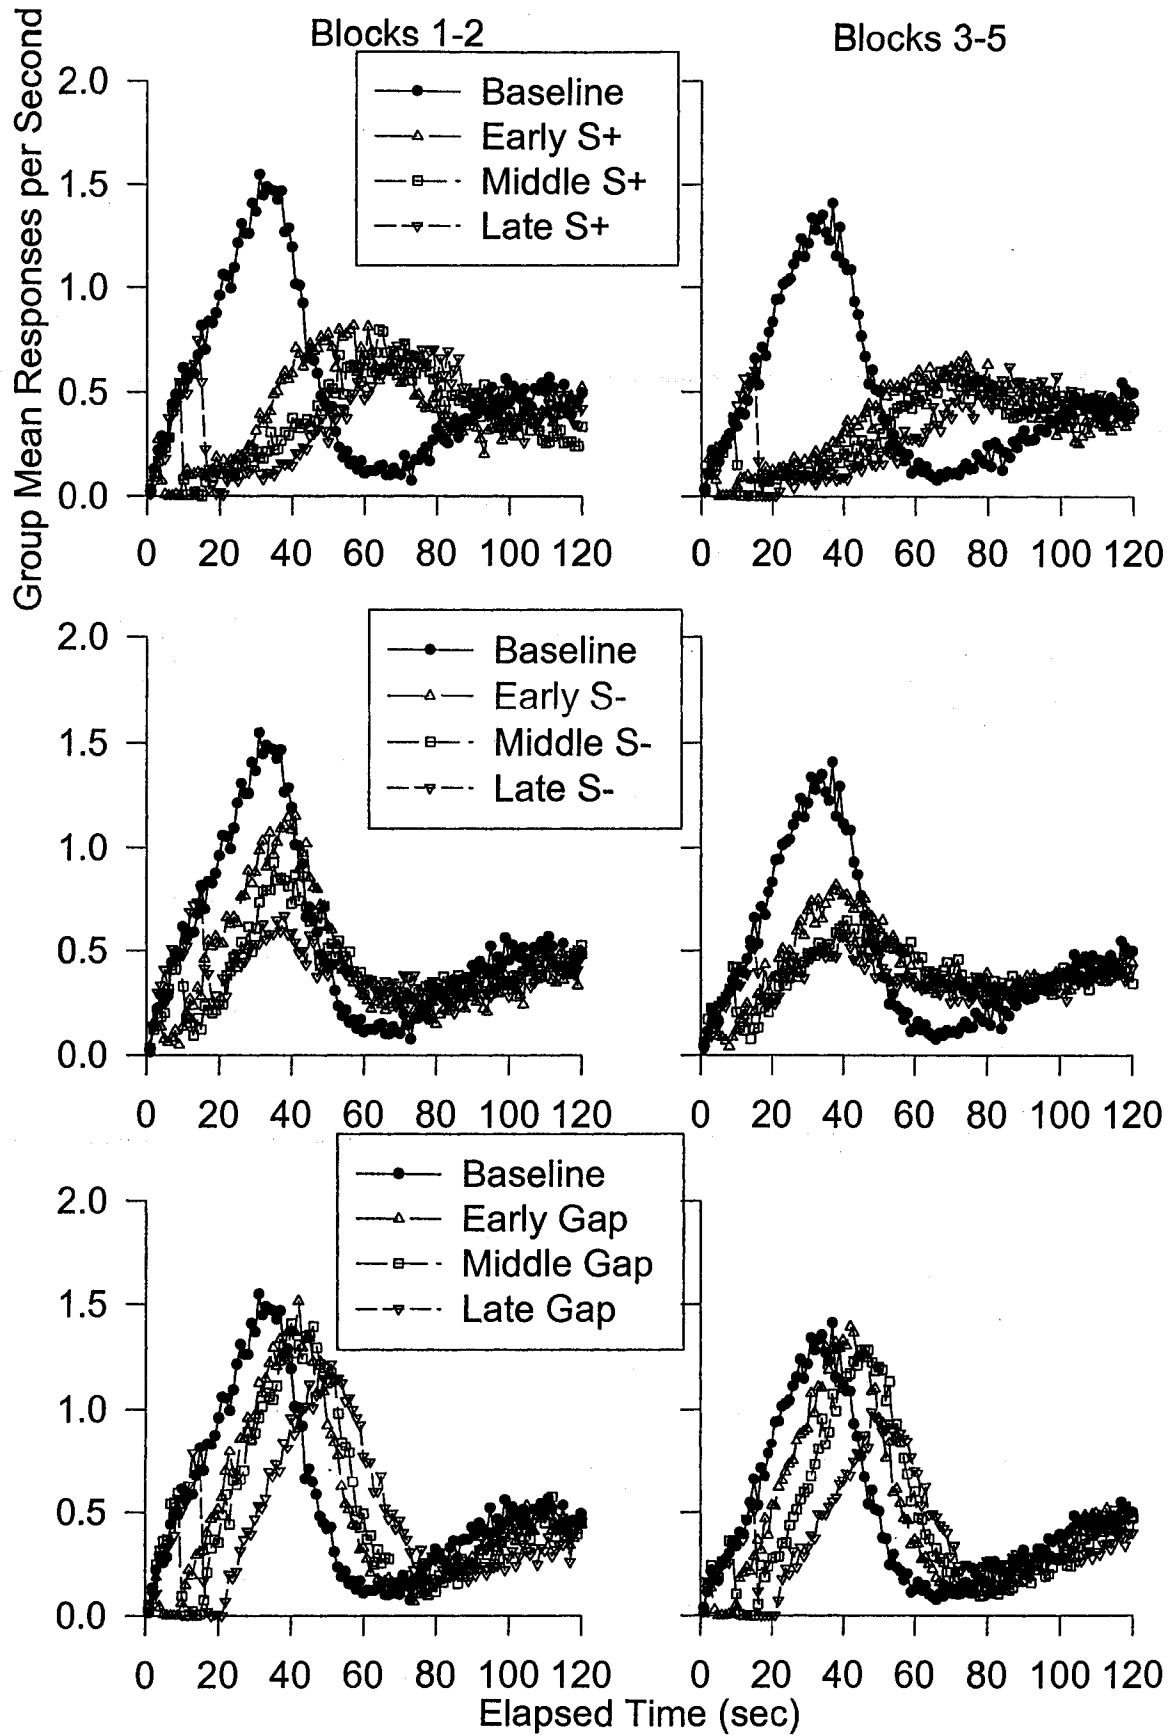 Group Mean Responses per Second
Blocks 1-2
Blocks 3-5
Baseline
Early S+
Middle S+
Late S+
2.0
1.5
1.0
0.5
0.0
0 20 40 60 80 100 120
0 20 40 60 80 100 120
Baseline
Early S-
Middle S-
Late S-
2.0
1.5
1.0
0.5
0.0
0 20 40 60 80 100 120
0 20 40 60 80 100 120
Baseline
Early Gap
Middle Gap
Late Gap
2.0
1.5
1.0
0.5
0.0
0 20 40 60 80 100 120
0 20 40 60 80 100 120
Elapsed Time (sec)